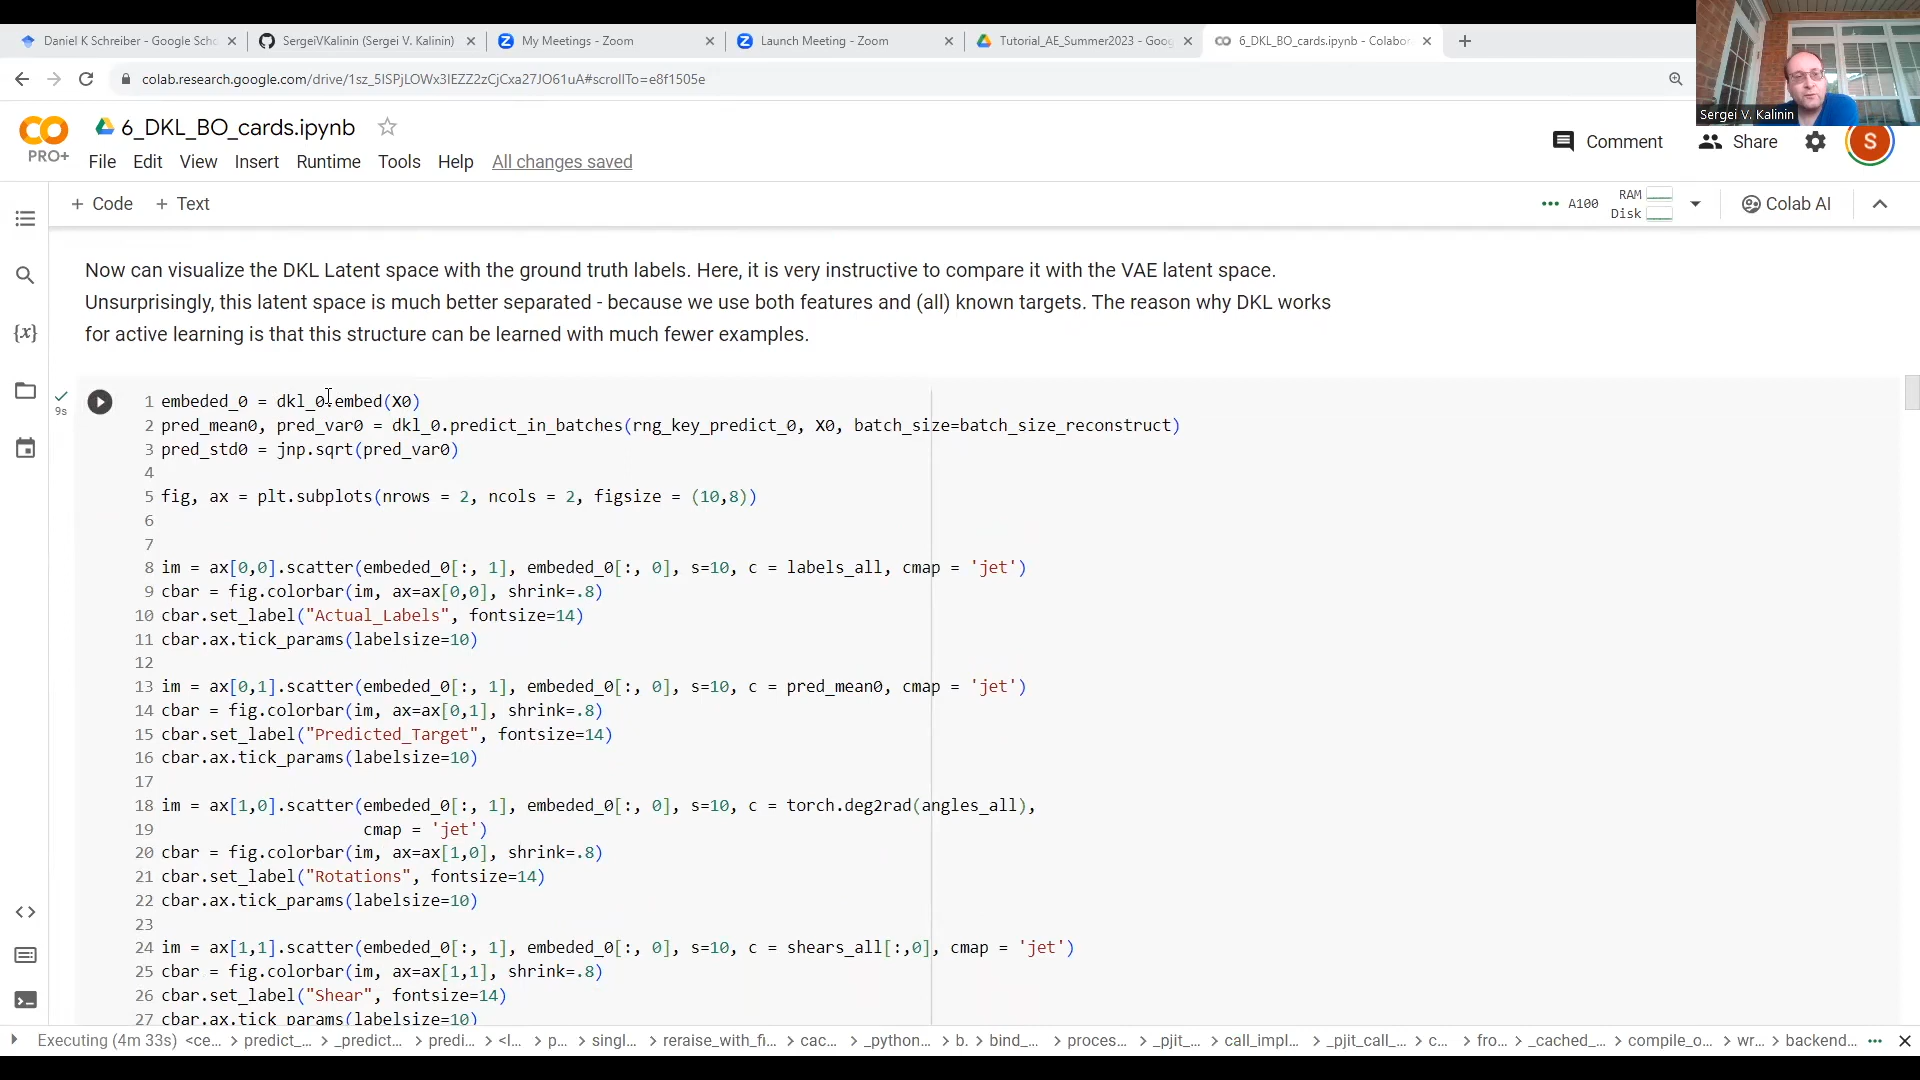 Daniel K Schreiber - Google Scho
SergeiVKalinin (Sergei V. Kalinin)
My Meetings - Zoom
Launch Meeting - Zoom
Tutorial_AE_Summer2023 - Goog
6_DKL_BO_cards.ipynb - Colabor
colab.research.google.com/drive/1sz_5ISPjLOWx3IEZZ2zCjCxa27JO61uA#scrollTo=e8f1505e
Sergei V. Kalinin
PRO+
6_DKL_BO_cards.ipynb
File Edit View Insert Runtime Tools Help All changes saved
Comment Share S
+ Code + Text
A100 RAM Disk Colab AI
Now can visualize the DKL Latent space with the ground truth labels. Here, it is very instructive to compare it with the VAE latent space.
Unsurprisingly, this latent space is much better separated - because we use both features and (all) known targets. The reason why DKL works
for active learning is that this structure can be learned with much fewer examples.
9s
1 embeded_0 = dkl_0.embed(X0)
2 pred_mean0, pred_var0 = dkl_0.predict_in_batches(rng_key_predict_0, X0, batch_size=batch_size_reconstruct)
3 pred_std0 = jnp.sqrt(pred_var0)
4
5 fig, ax = plt.subplots(nrows = 2, ncols = 2, figsize = (10,8))
6
7
8 im = ax[0,0].scatter(embeded_0[:, 1], embeded_0[:, 0], s=10, c = labels_all, cmap = 'jet')
9 cbar = fig.colorbar(im, ax=ax[0,0], shrink=.8)
10 cbar.set_label("Actual_Labels", fontsize=14)
11 cbar.ax.tick_params(labelsize=10)
12
13 im = ax[0,1].scatter(embeded_0[:, 1], embeded_0[:, 0], s=10, c = pred_mean0, cmap = 'jet')
14 cbar = fig.colorbar(im, ax=ax[0,1], shrink=.8)
15 cbar.set_label("Predicted_Target", fontsize=14)
16 cbar.ax.tick_params(labelsize=10)
17
18 im = ax[1,0].scatter(embeded_0[:, 1], embeded_0[:, 0], s=10, c = torch.deg2rad(angles_all),
19 cmap = 'jet')
20 cbar = fig.colorbar(im, ax=ax[1,0], shrink=.8)
21 cbar.set_label("Rotations", fontsize=14)
22 cbar.ax.tick_params(labelsize=10)
23
24 im = ax[1,1].scatter(embeded_0[:, 1], embeded_0[:, 0], s=10, c = shears_all[:,0], cmap = 'jet')
25 cbar = fig.colorbar(im, ax=ax[1,1], shrink=.8)
26 cbar.set_label("Shear", fontsize=14)
27 cbar.ax.tick_params(labelsize=10)
Executing (4m 33s) <ce... > predict_... > _predict... > predi... > <l... > p... > singl... > reraise_with_fi... > cac... > _python... > b. > bind_... > proces... > _pjit_... > call_impl... > _pjit_call_... > c... > fro... > _cached_... > compile_o... > wr... > backend...